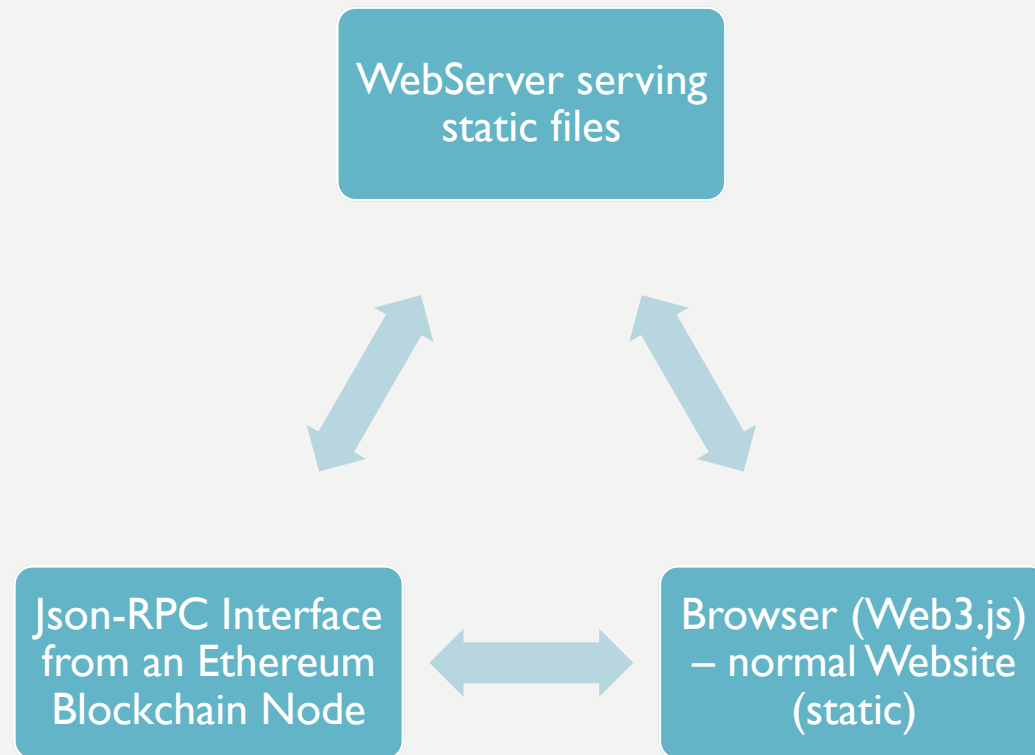 WebServer serving
static files
Json-RPC Interface
from an Ethereum
Blockchain Node
Browser (Web3.js)
– normal Website
(static)